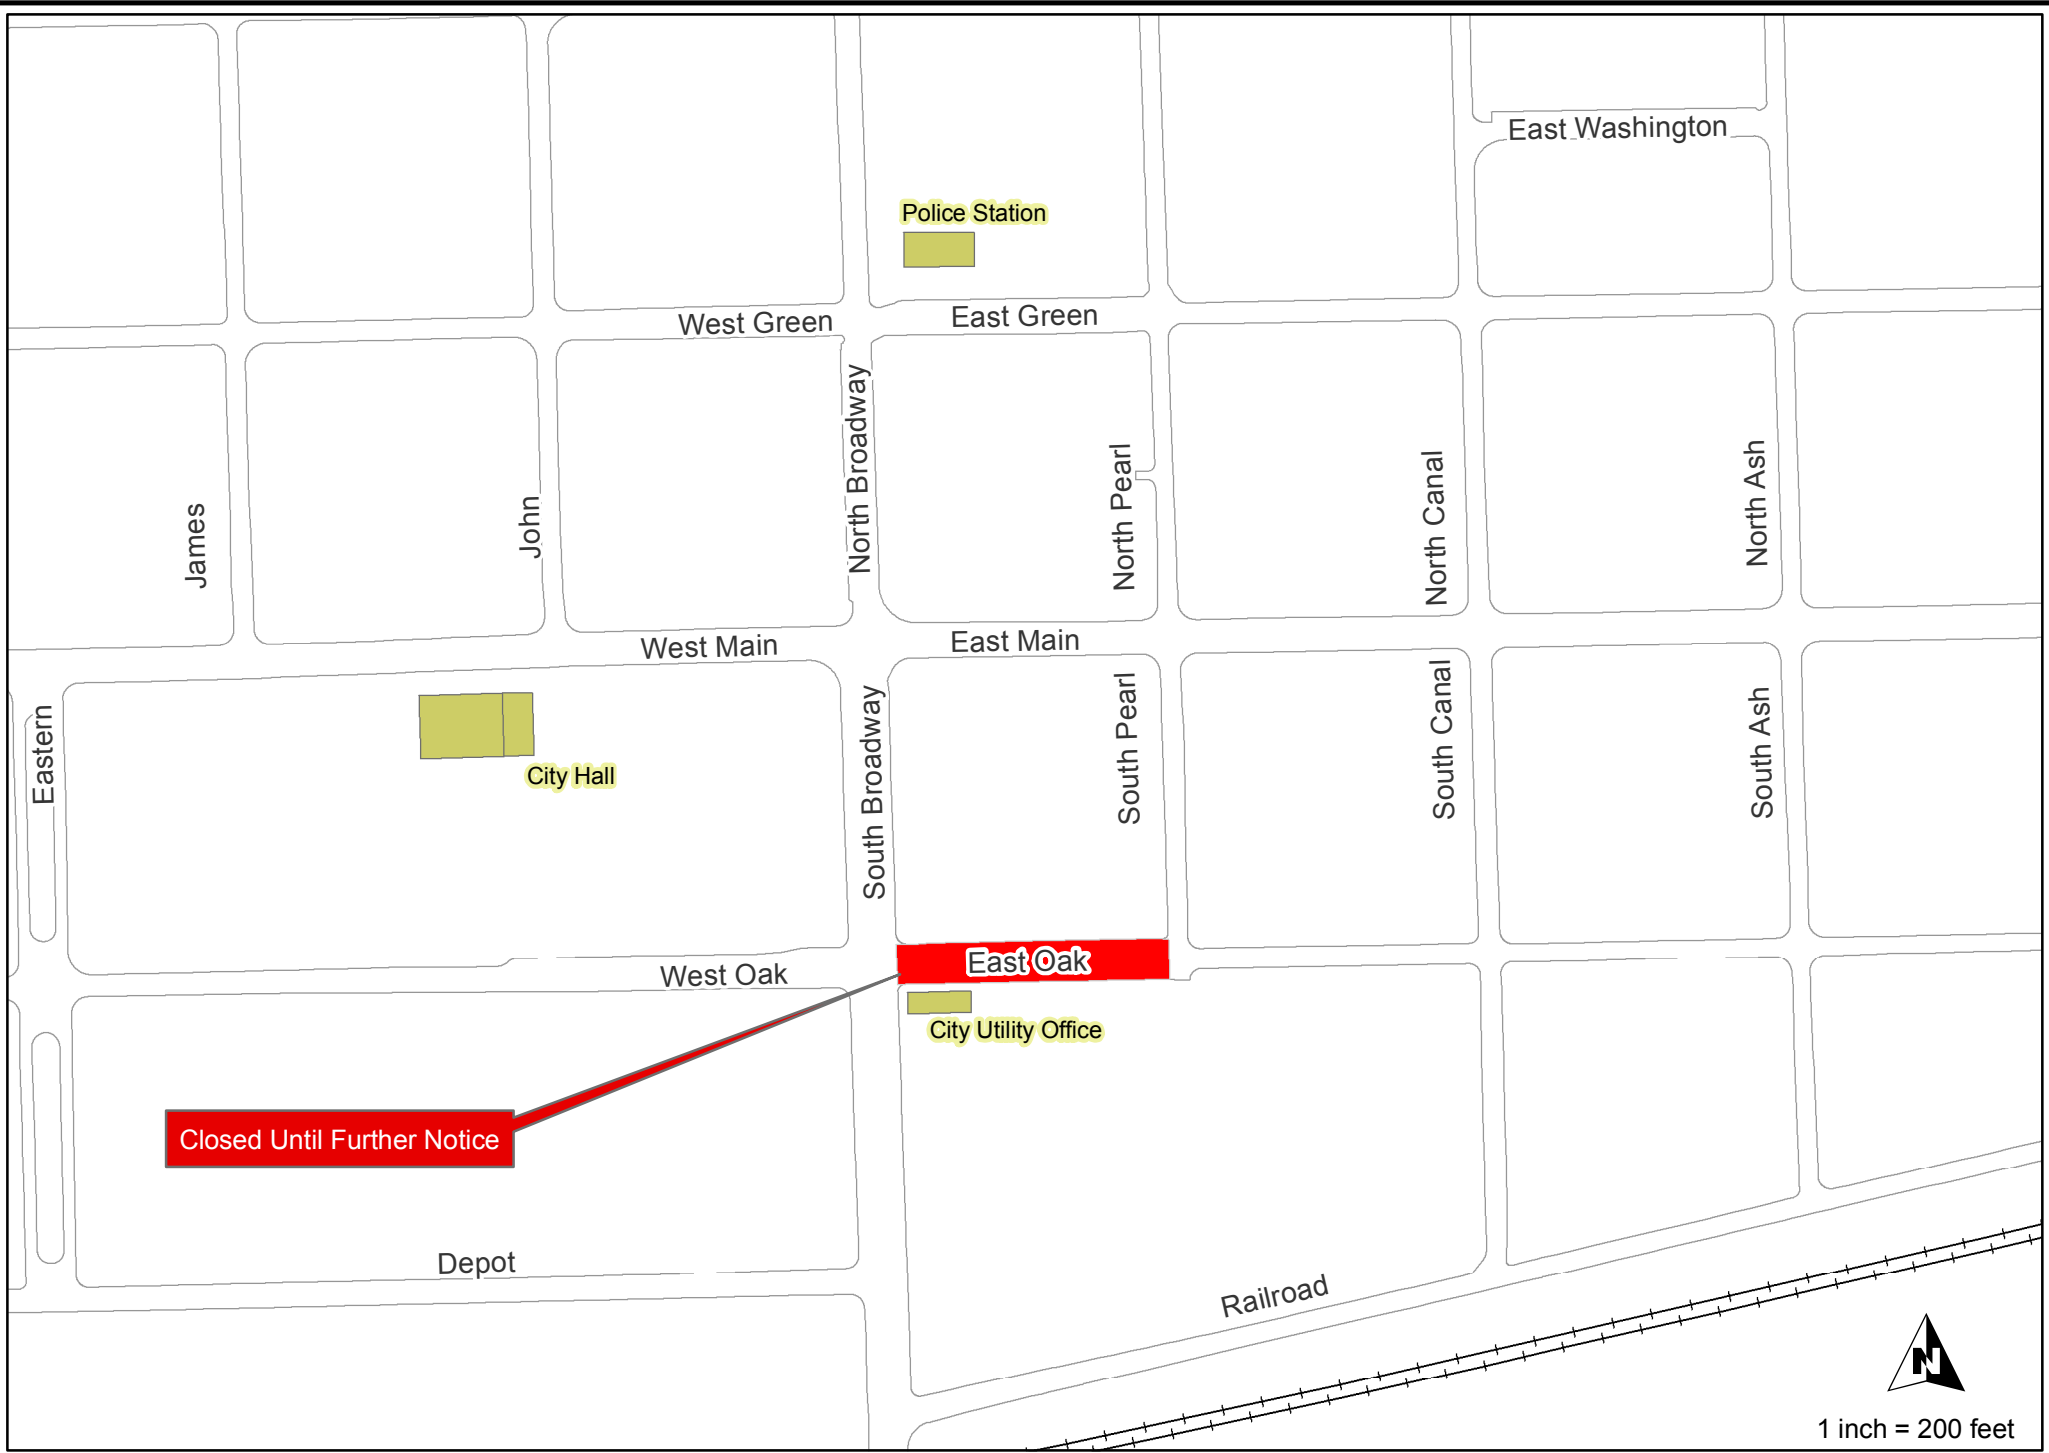 East Washington
Police Station
West Green
East Green
James
John
North Broadway
North Pearl
North Canal
North Ash
West Main
East Main
Eastern
City Hall
South Broadway
South Pearl
South Canal
South Ash
West Oak
East Oak
City Utility Office
Closed Until Further Notice
Depot
Railroad
N
1 inch = 200 feet